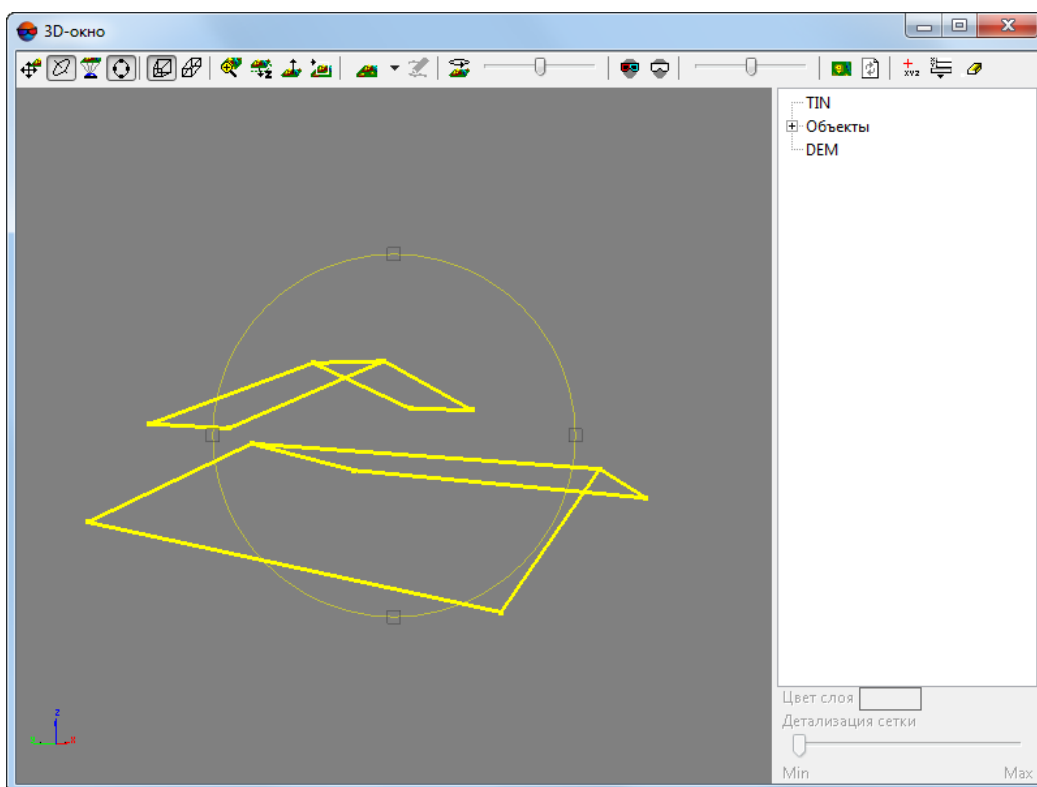 3D-окно
TIN
Объекты
DEM
Цвет слоя
Детализация сетки
Min Max
z
x